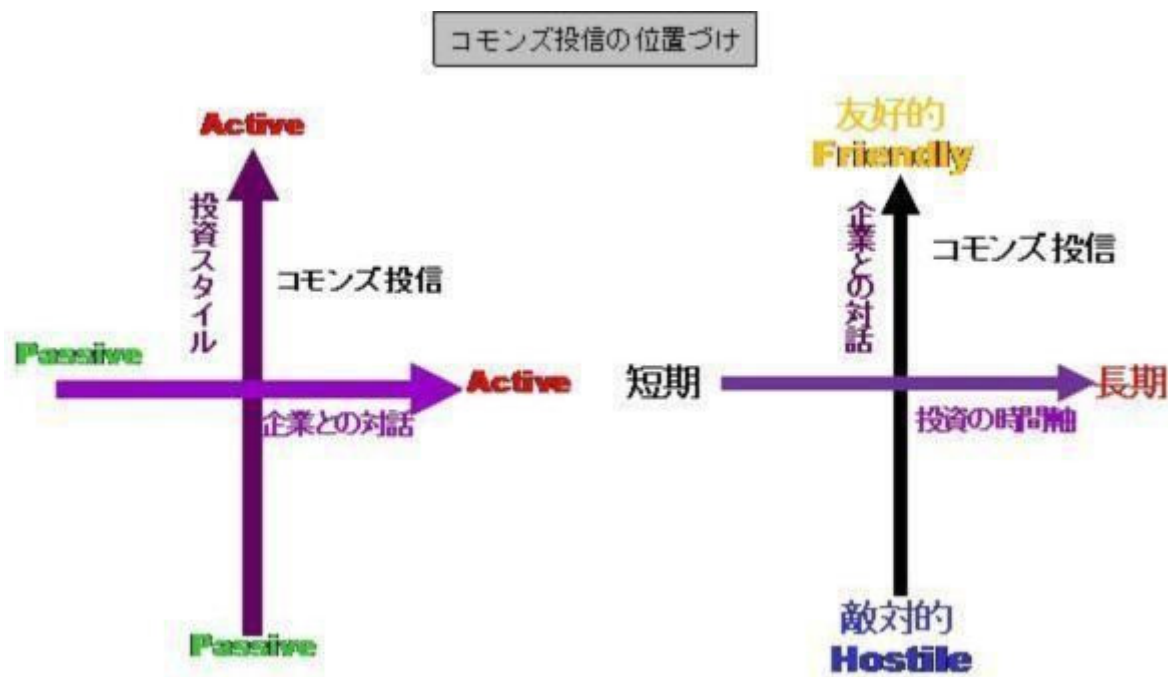 コモンズ投信の位置づけ
Active
投資スタイル
コモンズ投信
Passive
Active
企業との対話
Passive
友好的
Friendly
企業との対話
コモンズ投信
短期
長期
投資の時間軸
敵対的
Hostile